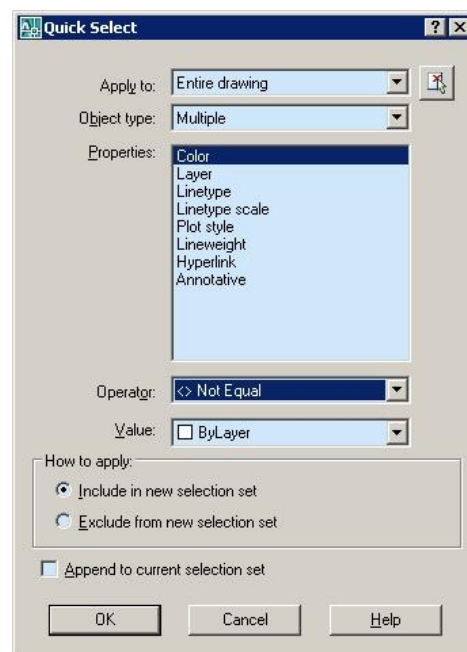 Quick Select
Apply to: Entire drawing
Object type: Multiple
Properties: Color
Layer
Linetype
Linetype scale
Plot style
Lineweight
Hyperlink
Annotative
Operator: <> Not Equal
Value: ByLayer
How to apply:
Include in new selection set
Exclude from new selection set
Append to current selection set
OK Cancel Help